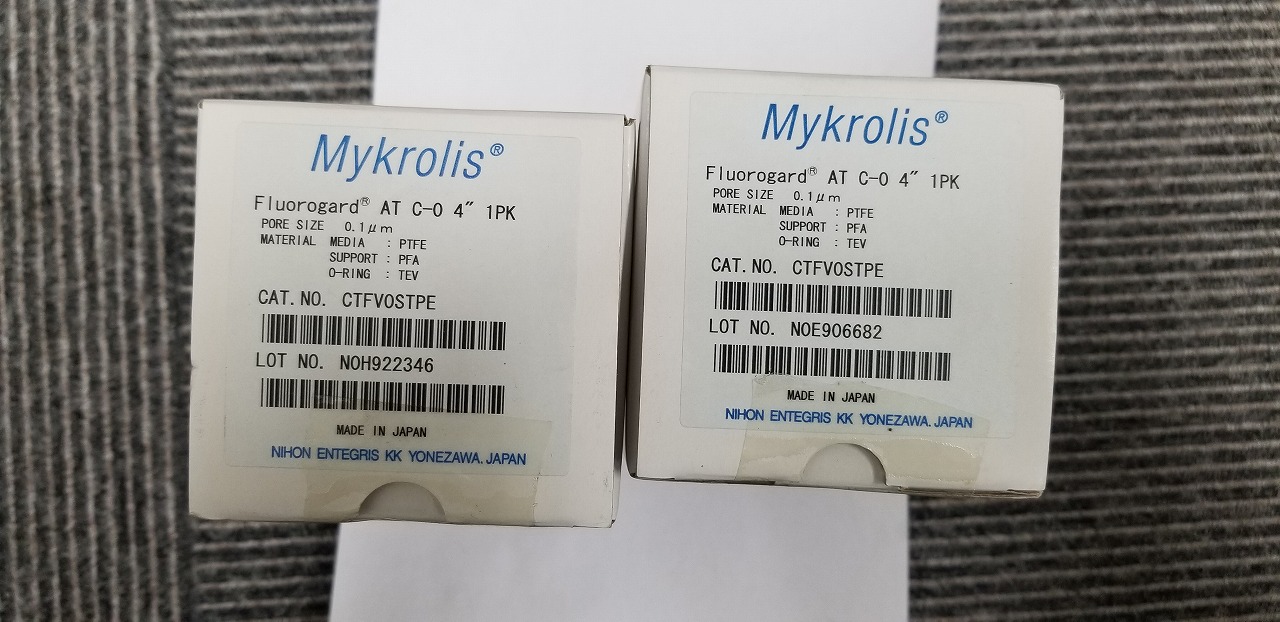 Mykrolis®
Fluorogard® AT C-0 4" 1PK
PORE SIZE 0.1μm
MATERIAL MEDIA : PTFE
SUPPORT : PFA
O-RING : TEV
CAT.NO. CTFV0STPE
LOT NO. N0H922346
MADE IN JAPAN
NIHON ENTEGRIS KK YONEZAWA.JAPAN
Mykrolis®
Fluorogard® AT C-0 4" 1PK
PORE SIZE 0.1μm
MATERIAL MEDIA : PTFE
SUPPORT : PFA
O-RING : TEV
CAT.NO. CTFV0STPE
LOT NO. N0E906682
MADE IN JAPAN
NIHON ENTEGRIS KK YONEZAWA.JAPAN